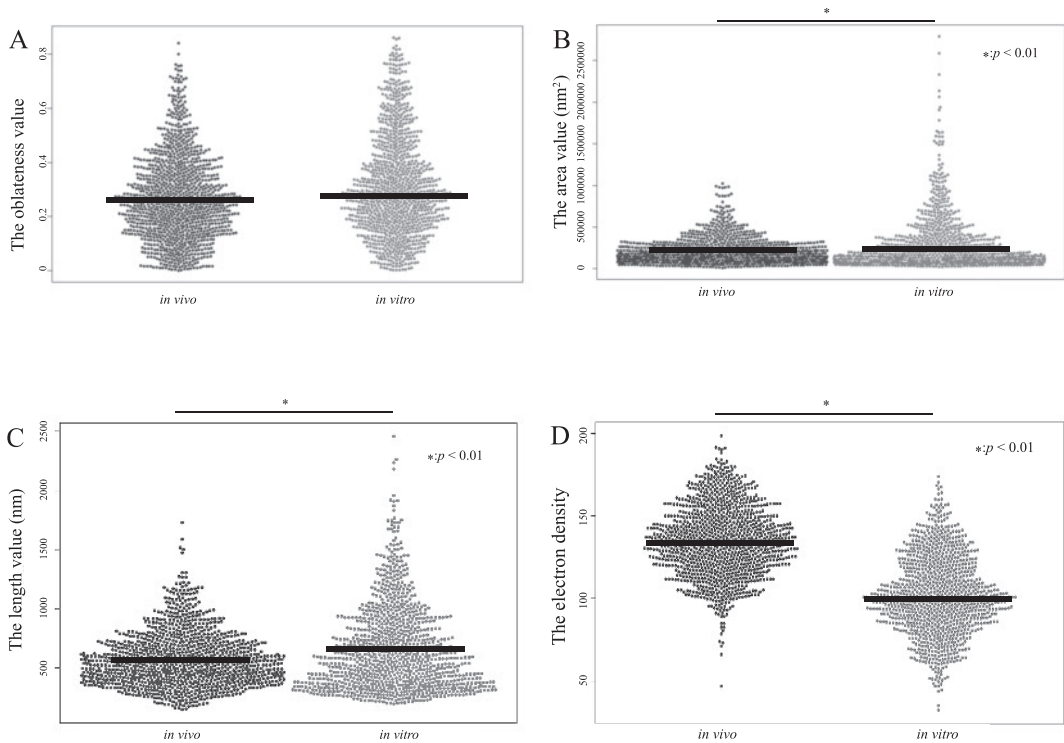 A
The oblateness value
0.8
0.6
0.4
0.2
0
in vivo
in vitro
B
*
*:p < 0.01
The area value (nm²)
2500000
2000000
1500000
1000000
500000
0
in vivo
in vitro
C
*
*:p < 0.01
The length value (nm)
2500
2000
1500
1000
500
in vivo
in vitro
D
*
*:p < 0.01
The electron density
200
150
100
50
in vivo
in vitro